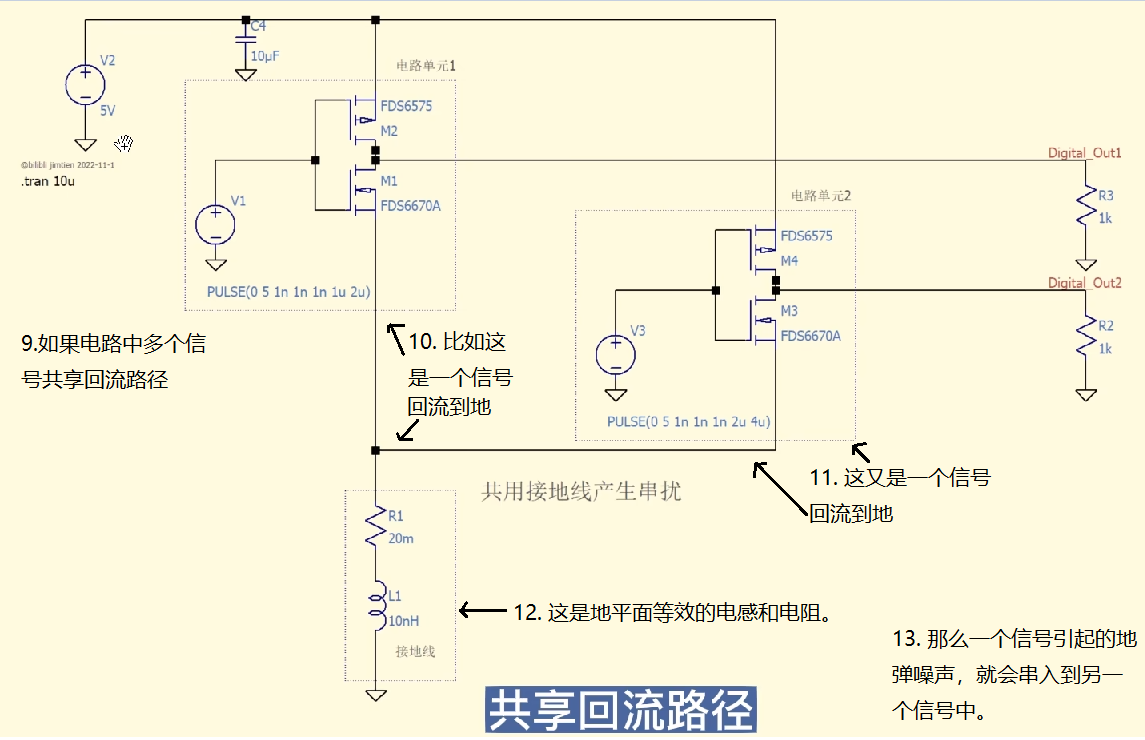 C4
10µF
V2
5V
©bilibli jimtien 2022-11-1
.tran 10u
电路单元1
FDS6575
M2
M1
FDS6670A
V1
PULSE(0 5 1n 1n 1n 1u 2u)
Digital_Out1
R3
1k
电路单元2
FDS6575
M4
M3
FDS6670A
V3
PULSE(0 5 1n 1n 1n 2u 4u)
Digital_Out2
R2
1k
9.如果电路中多个信
号共享回流路径
10. 比如这
是一个信号
回流到地
11. 这又是一个信号
回流到地
共用接地线产生串扰
R1
20m
L1
10nH
接地线
12. 这是地平面等效的电感和电阻。
13. 那么一个信号引起的地
弹噪声，就会串入到另一
个信号中。
共享回流路径